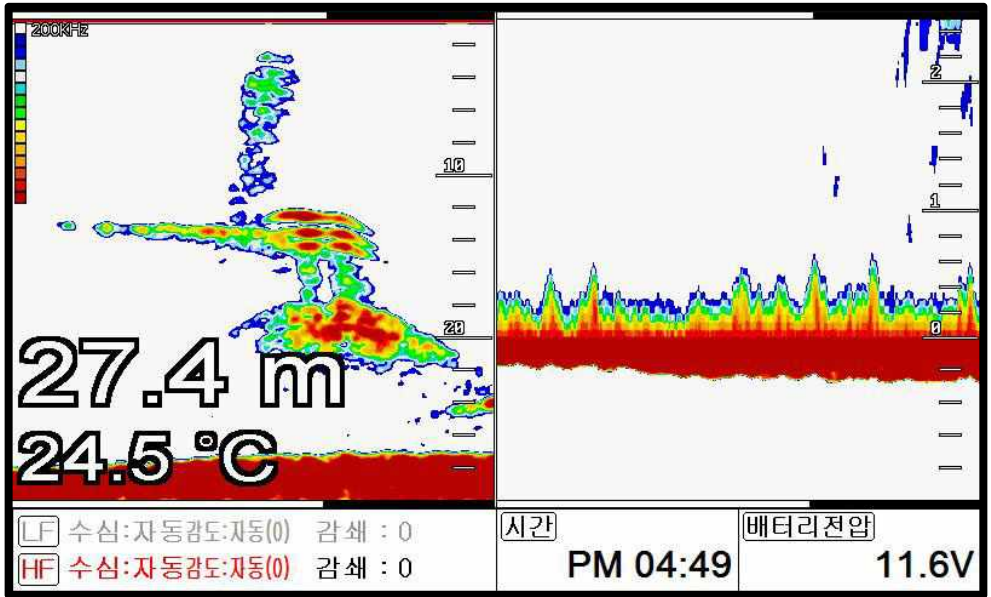 200KHz
10
20
27.4 m
24.5 °C
2
1
0
LF 수심:자동감도:자동(0) 감쇄 : 0
HF 수심:자동감도:자동(0) 감쇄 : 0
시간
PM 04:49
배터리전압
11.6V